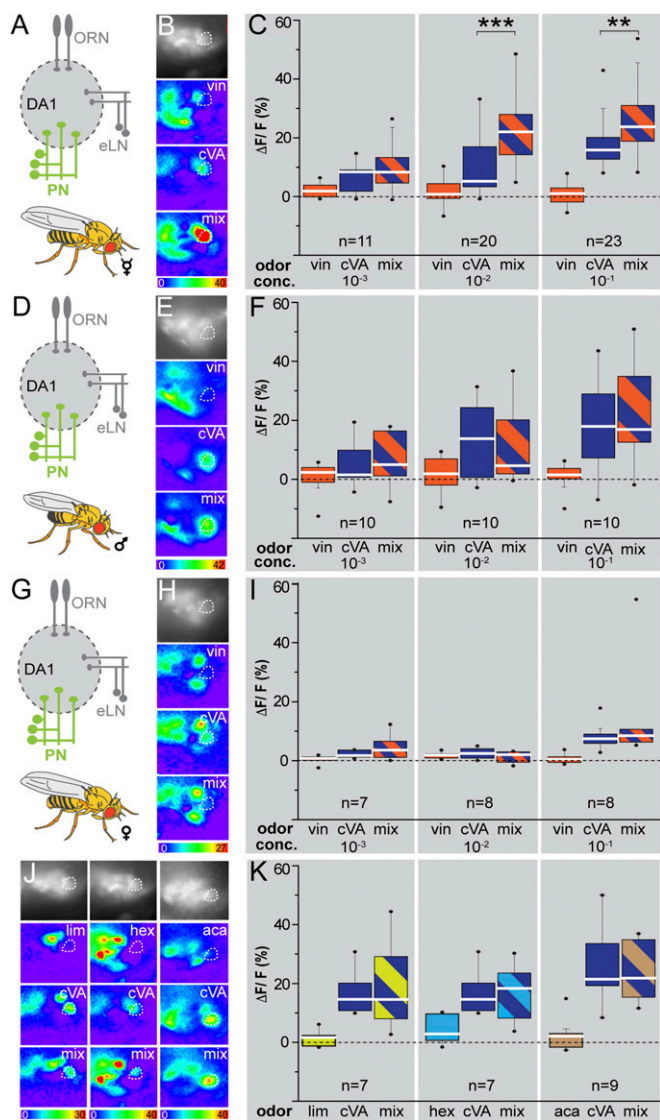 A
ORN
DA1
eLN
PN
☿
B
vin
cVA
mix
0 40
C
*** **
ΔF/ F (%)
60
40
20
0
n=11 n=20 n=23
odor vin cVA mix vin cVA mix vin cVA mix
conc. 10-3 10-2 10-1
D
ORN
DA1
eLN
PN
♂
E
vin
cVA
mix
0 42
F
ΔF/ F (%)
60
40
20
0
n=10 n=10 n=10
odor vin cVA mix vin cVA mix vin cVA mix
conc. 10-3 10-2 10-1
G
ORN
DA1
eLN
PN
♀
H
vin
cVA
mix
0 27
I
ΔF/ F (%)
60
40
20
0
n=7 n=8 n=8
odor vin cVA mix vin cVA mix vin cVA mix
conc. 10-3 10-2 10-1
J
lim hex aca
cVA cVA cVA
mix mix mix
0 30 0 40 0 40
K
ΔF/ F (%)
60
40
20
0
n=7 n=7 n=9
odor lim cVA mix hex cVA mix aca cVA mix